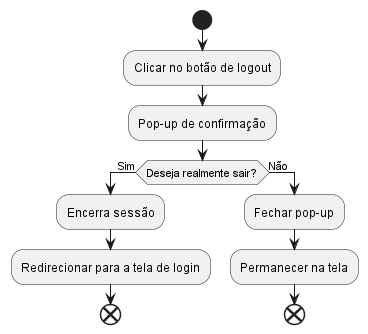 Clicar no botão de logout
Pop-up de confirmação
Sim
Deseja realmente sair?
Não
Encerra sessão
Fechar pop-up
Redirecionar para a tela de login
Permanecer na tela